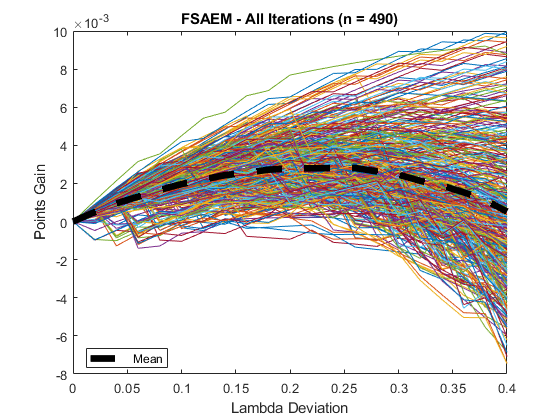 FSAEM - All Iterations (n = 490)
×10⁻³
10
8
6
4
2
0
-2
-4
-6
-8
Points Gain
Mean
0 0.05 0.1 0.15 0.2 0.25 0.3 0.35 0.4
Lambda Deviation